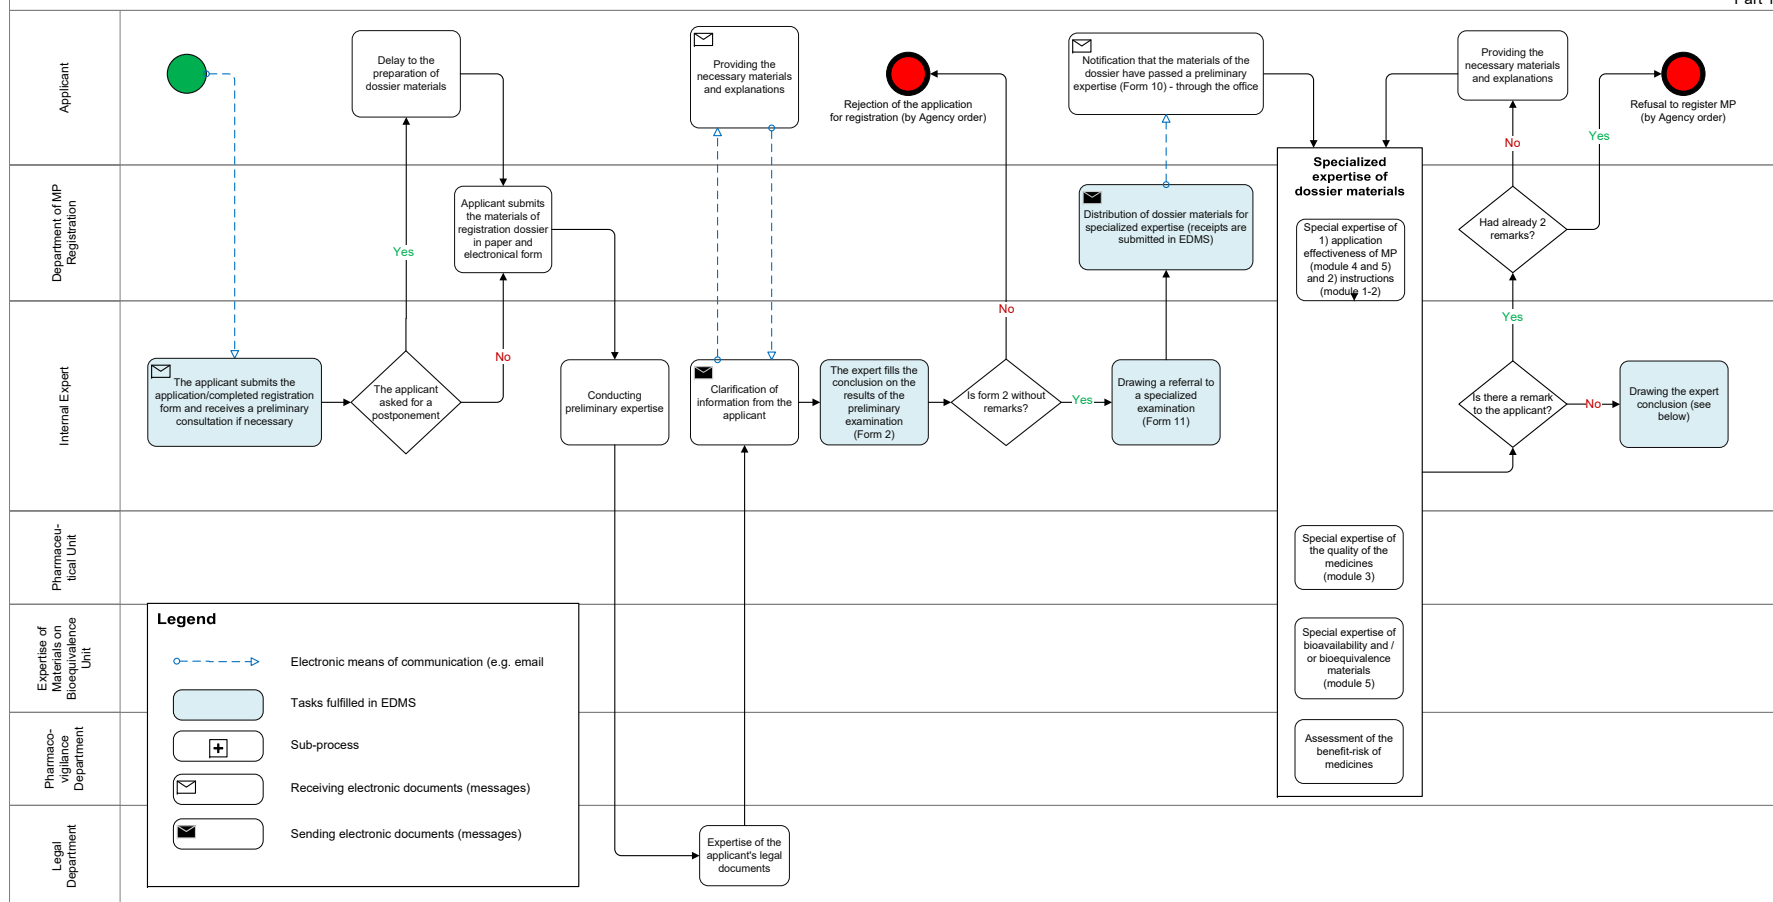 Part 1
Applicant
Delay to the
preparation of
dossier materials
Providing the
necessary materials
and explanations
Rejection of the application
for registration (by Agency order)
Notification that the materials of the
dossier have passed a preliminary
expertise (Form 10) - through the office
Providing the
necessary materials
and explanations
Refusal to register MP
(by Agency order)
Yes
No
Department of MP
Registration
Applicant submits
the materials of
registration dossier
in paper and
electronical form
Yes
Distribution of dossier materials for
specialized expertise (receipts are
submitted in EDMS)
Specialized
expertise of
dossier materials
Special expertise of
1) application
effectiveness of MP
(module 4 and 5)
and 2) instructions
(module 1-2)
Had already 2
remarks?
Internal Expert
The applicant submits the
application/completed registration
form and receives a preliminary
consultation if necessary
The applicant
asked for a
postponement
No
Conducting
preliminary expertise
Clarification of
information from the
applicant
The expert fills the
conclusion on the
results of the
preliminary
examination
(Form 2)
No
Is form 2 without
remarks?
Yes
Drawing a referral to
a specialized
examination
(Form 11)
Yes
Is there a remark
to the applicant?
No
Drawing the expert
conclusion (see
below)
Pharmaceu-
tical Unit
Special expertise of
the quality of the
medicines
(module 3)
Expertise of
Materials on
Bioequivalence
Unit
Special expertise of
bioavailability and /
or bioequivalence
materials
(module 5)
Pharmaco-
vigilance
Department
Assessment of the
benefit-risk of
medicines
Legal
Department
Expertise of the
applicant's legal
documents
Legend
Electronic means of communication (e.g. email
Tasks fulfilled in EDMS
Sub-process
Receiving electronic documents (messages)
Sending electronic documents (messages)